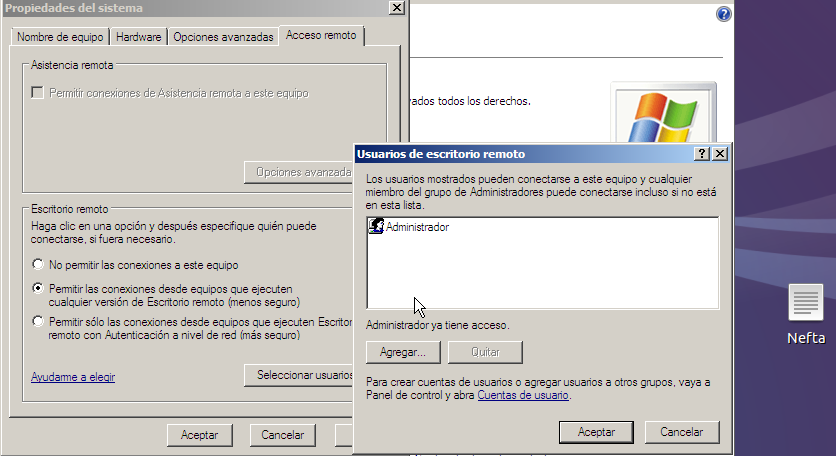 Propiedades del sistema
Nombre de equipo
Hardware
Opciones avanzadas
Acceso remoto
Asistencia remota
Permitir conexiones de Asistencia remota a este equipo
Opciones avanzada
Escritorio remoto
Haga clic en una opción y después especifique quién puede
conectarse, si fuera necesario.
No permitir las conexiones a este equipo
Permitir las conexiones desde equipos que ejecuten
cualquier versión de Escritorio remoto (menos seguro)
Permitir sólo las conexiones desde equipos que ejecuten Escritor
remoto con Autenticación a nivel de red (más seguro)
Ayudarme a elegir
Seleccionar usuarios
Aceptar
Cancelar
vados todos los derechos.
Usuarios de escritorio remoto
Los usuarios mostrados pueden conectarse a este equipo y cualquier
miembro del grupo de Administradores puede conectarse incluso si no está
en esta lista.
Administrador
Administrador ya tiene acceso.
Agregar...
Quitar
Para crear cuentas de usuarios o agregar usuarios a otros grupos, vaya a
Panel de control y abra Cuentas de usuario.
Aceptar
Cancelar
Nefta